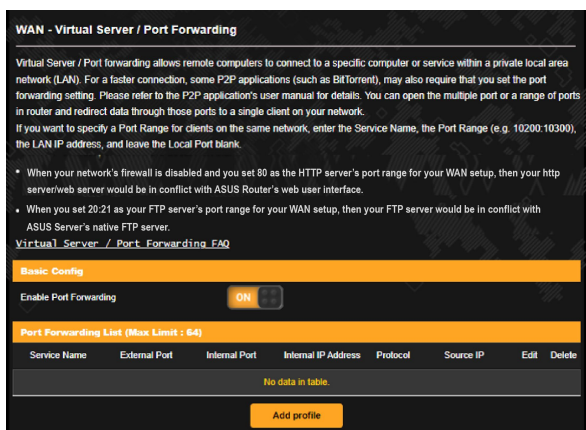 WAN - Virtual Server / Port Forwarding
Virtual Server / Port forwarding allows remote computers to connect to a specific computer or service within a private local area
network (LAN). For a faster connection, some P2P applications (such as BitTorrent), may also require that you set the port
forwarding setting. Please refer to the P2P application's user manual for details. You can open the multiple port or a range of ports
in router and redirect data through those ports to a single client on your network.
If you want to specify a Port Range for clients on the same network, enter the Service Name, the Port Range (e.g. 10200:10300),
the LAN IP address, and leave the Local Port blank.
• When your network's firewall is disabled and you set 80 as the HTTP server's port range for your WAN setup, then your http
server/web server would be in conflict with ASUS Router's web user interface.
• When you set 20:21 as your FTP server's port range for your WAN setup, then your FTP server would be in conflict with
ASUS Server's native FTP server.
Virtual Server / Port Forwarding FAQ
Basic Config
Enable Port Forwarding ON
Port Forwarding List (Max Limit : 64)
Service Name External Port Internal Port Internal IP Address Protocol Source IP Edit Delete
No data in table.
Add profile